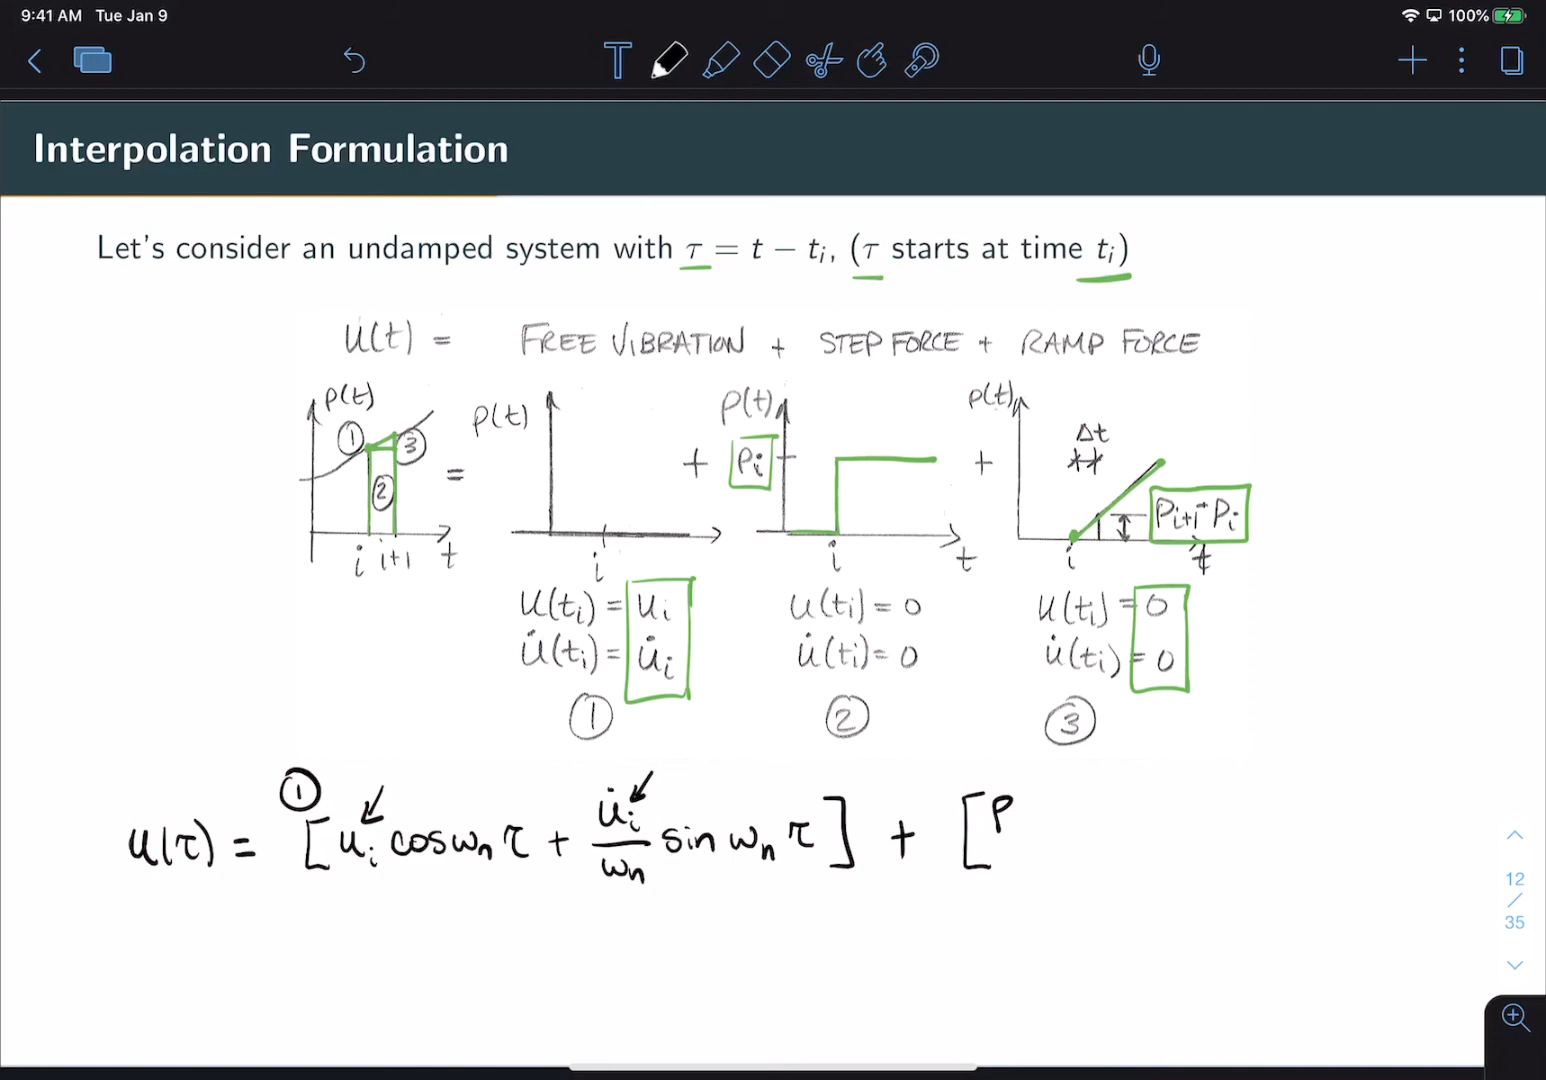 9:41 AM Tue Jan 9
100%
Interpolation Formulation
Let's consider an undamped system with τ = t − tᵢ, (τ starts at time tᵢ)
u(t) = FREE VIBRATION + STEP FORCE + RAMP FORCE
p(t) ① ② ③ i i+1 t
=
p(t) i
+
p(t) Pᵢ i t
+
p(t) Δt Pᵢ₊₁-Pᵢ i t
u(tᵢ) = uᵢ u(tᵢ) = 0 u(tᵢ) = 0
u̇(tᵢ) = u̇ᵢ u̇(tᵢ) = 0 u̇(tᵢ) = 0
① ② ③
①
u(τ) = [uᵢ cosωₙτ + u̇ᵢ/ωₙ sin ωₙτ] + [P
12
/
35